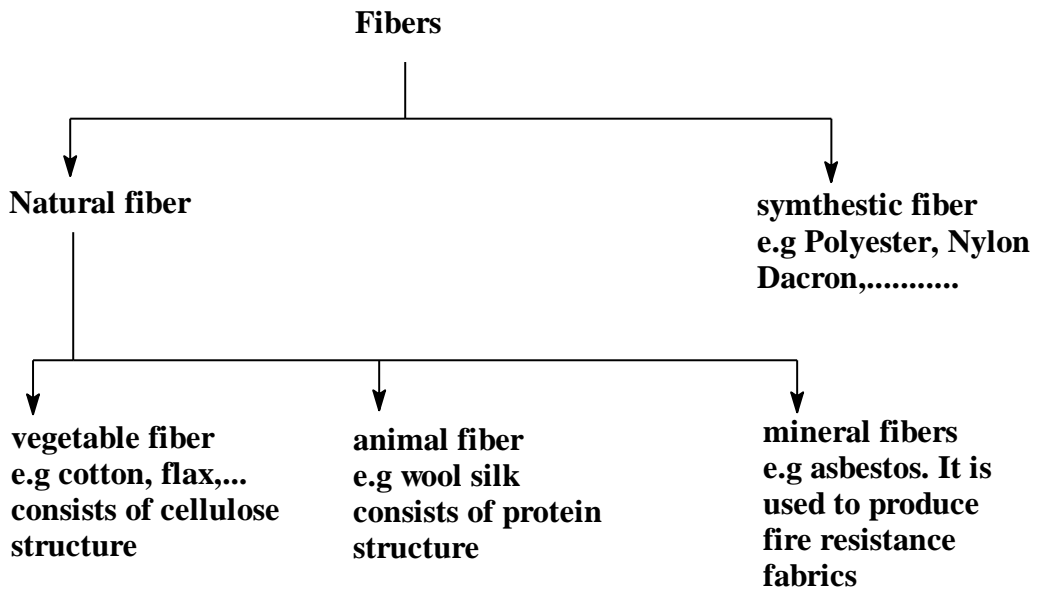 Fibers
Natural fiber
symthestic fiber
e.g Polyester, Nylon
Dacron,...........
vegetable fiber
e.g cotton, flax,...
consists of cellulose
structure
animal fiber
e.g wool silk
consists of protein
structure
mineral fibers
e.g asbestos. It is
used to produce
fire resistance
fabrics